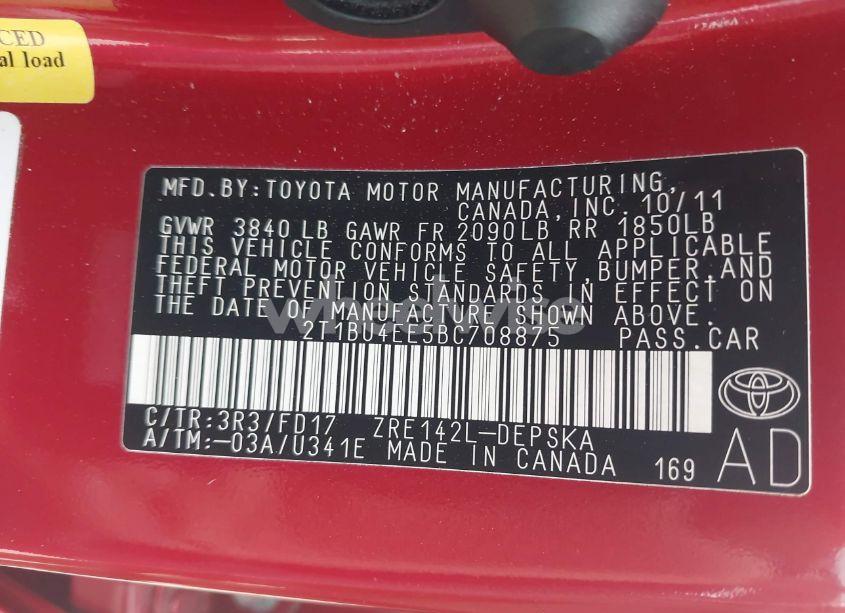 CED
al load
MFD.BY:TOYOTA MOTOR MANUFACTURING,
CANADA,INC. 10/11
GVWR 3840 LB GAWR FR 2090LB RR 1850LB
THIS VEHICLE CONFORMS TO ALL APPLICABLE
FEDERAL MOTOR VEHICLE SAFETY,BUMPER,AND
THEFT PREVENTION STANDARDS IN EFFECT ON
THE DATE OF MANUFACTURE SHOWN ABOVE.
2T1BU4EE5BC708875 PASS.CAR
C/TR:3R3/FD17 ZRE142L-DEPSKA
A/TM:-03A/U341E MADE IN CANADA 169
AD